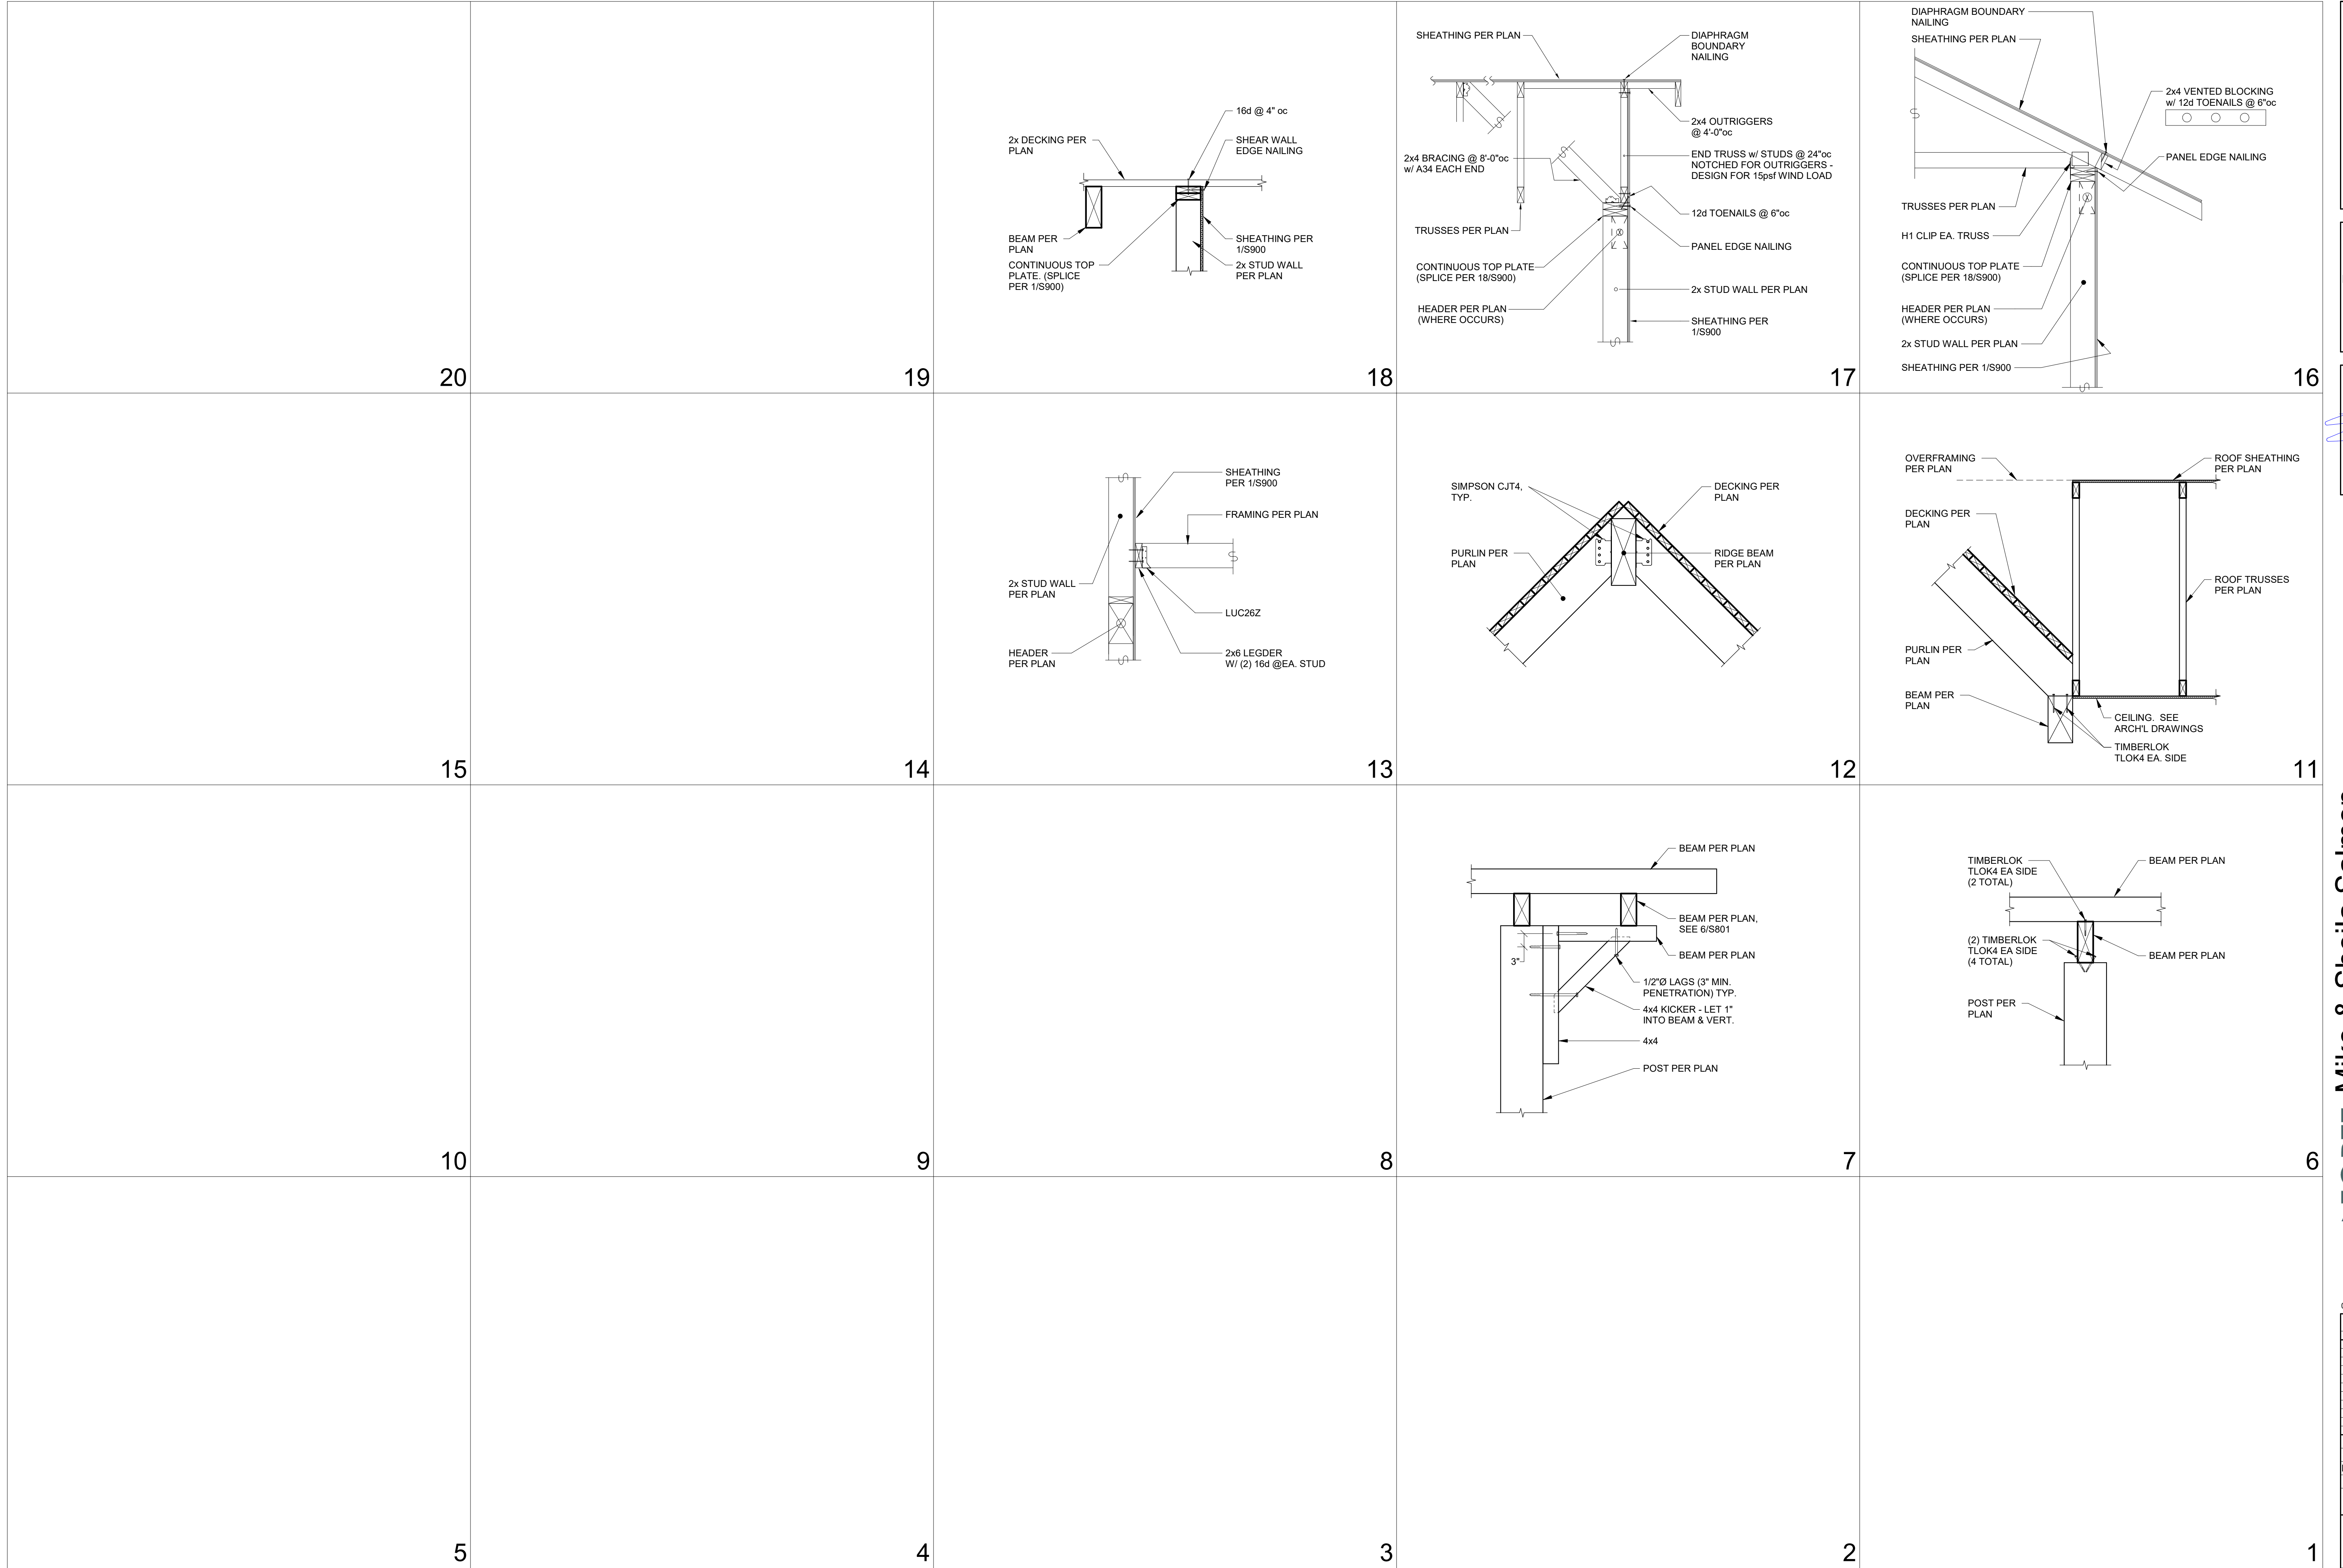 20
19
16d @ 4" oc
2x DECKING PER
PLAN
SHEAR WALL
EDGE NAILING
BEAM PER
PLAN
SHEATHING PER
1/S900
CONTINUOUS TOP
PLATE. (SPLICE
PER 1/S900)
2x STUD WALL
PER PLAN
18
SHEATHING PER PLAN
DIAPHRAGM
BOUNDARY
NAILING
2x4 OUTRIGGERS
@ 4'-0"oc
2x4 BRACING @ 8'-0"oc
w/ A34 EACH END
END TRUSS w/ STUDS @ 24"oc
NOTCHED FOR OUTRIGGERS -
DESIGN FOR 15psf WIND LOAD
12d TOENAILS @ 6"oc
TRUSSES PER PLAN
PANEL EDGE NAILING
CONTINUOUS TOP PLATE
(SPLICE PER 18/S900)
2x STUD WALL PER PLAN
HEADER PER PLAN
(WHERE OCCURS)
SHEATHING PER
1/S900
17
DIAPHRAGM BOUNDARY
NAILING
SHEATHING PER PLAN
2x4 VENTED BLOCKING
w/ 12d TOENAILS @ 6"oc
PANEL EDGE NAILING
TRUSSES PER PLAN
H1 CLIP EA. TRUSS
CONTINUOUS TOP PLATE
(SPLICE PER 18/S900)
HEADER PER PLAN
(WHERE OCCURS)
2x STUD WALL PER PLAN
SHEATHING PER 1/S900
16
15
14
SHEATHING
PER 1/S900
FRAMING PER PLAN
2x STUD WALL
PER PLAN
LUC26Z
HEADER
PER PLAN
2x6 LEGDER
W/ (2) 16d @EA. STUD
13
SIMPSON CJT4,
TYP.
DECKING PER
PLAN
PURLIN PER
PLAN
RIDGE BEAM
PER PLAN
12
OVERFRAMING
PER PLAN
ROOF SHEATHING
PER PLAN
DECKING PER
PLAN
ROOF TRUSSES
PER PLAN
PURLIN PER
PLAN
BEAM PER
PLAN
CEILING. SEE
ARCH'L DRAWINGS
TIMBERLOK
TLOK4 EA. SIDE
11
10
9
8
BEAM PER PLAN
BEAM PER PLAN,
SEE 6/S801
BEAM PER PLAN
3"
1/2"Ø LAGS (3" MIN.
PENETRATION) TYP.
4x4 KICKER - LET 1"
INTO BEAM & VERT.
4x4
POST PER PLAN
7
TIMBERLOK
TLOK4 EA SIDE
(2 TOTAL)
BEAM PER PLAN
(2) TIMBERLOK
TLOK4 EA SIDE
(4 TOTAL)
BEAM PER PLAN
POST PER
PLAN
6
5
4
3
2
1